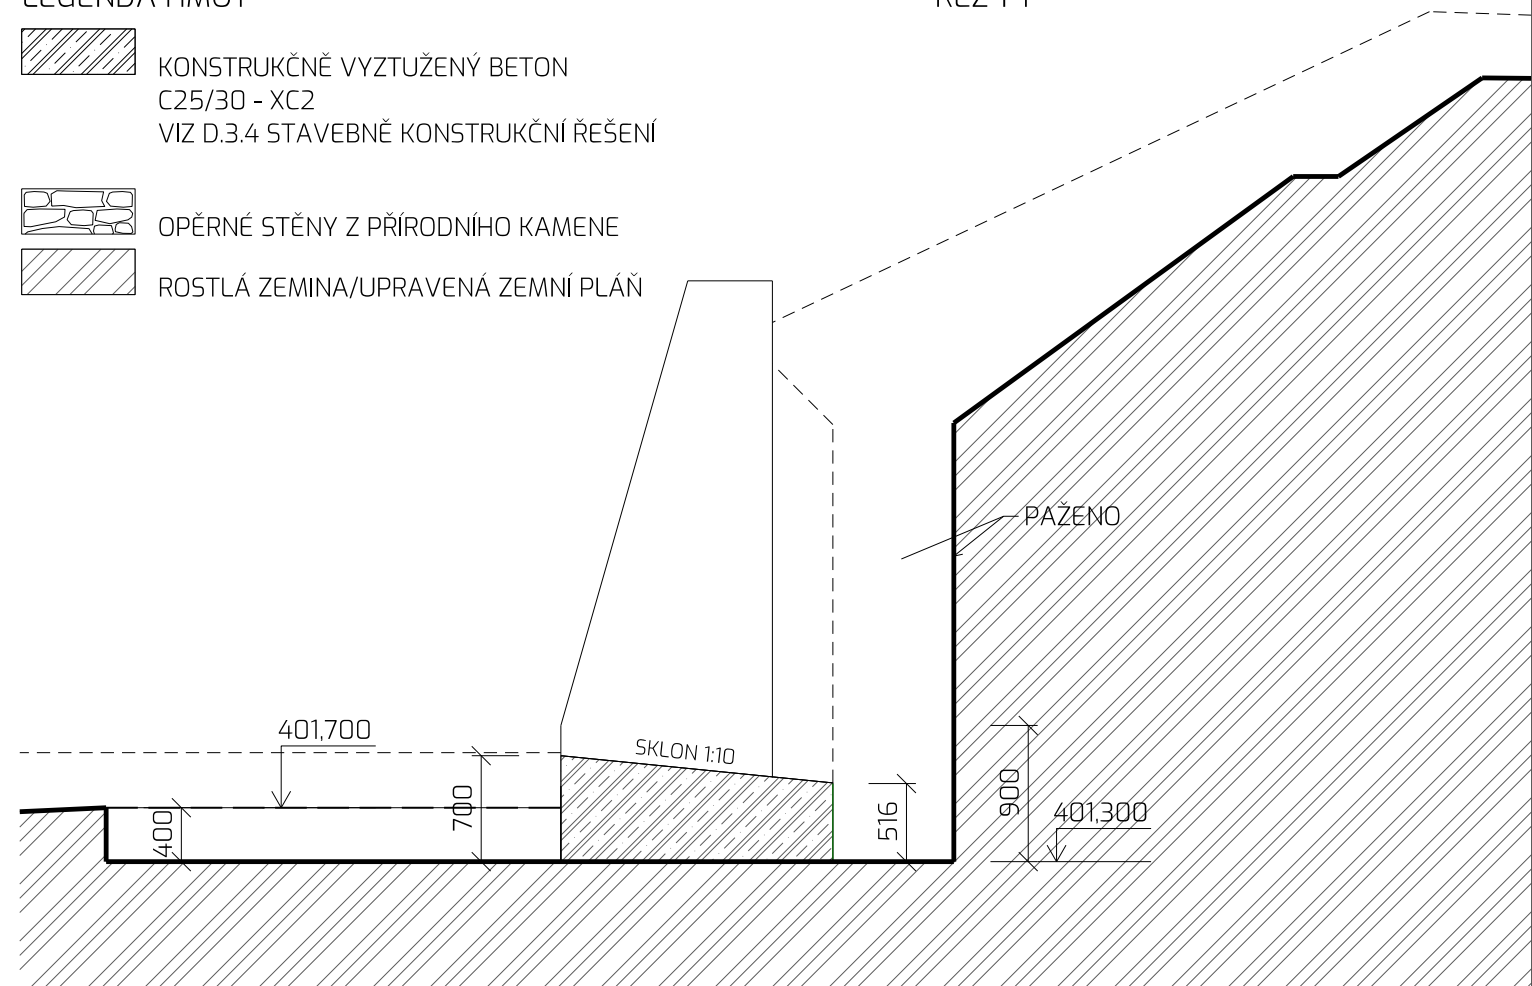 KONSTRUKČNĚ VYZTUŽENÝ BETON
C25/30 - XC2
VIZ D.3.4 STAVEBNĚ KONSTRUKČNÍ ŘEŠENÍ
OPĚRNÉ STĚNY Z PŘÍRODNÍHO KAMENE
ROSTLÁ ZEMINA/UPRAVENÁ ZEMNÍ PLÁŇ
PAŽENO
401,700
SKLON 1:10
400
700
516
900
401,300